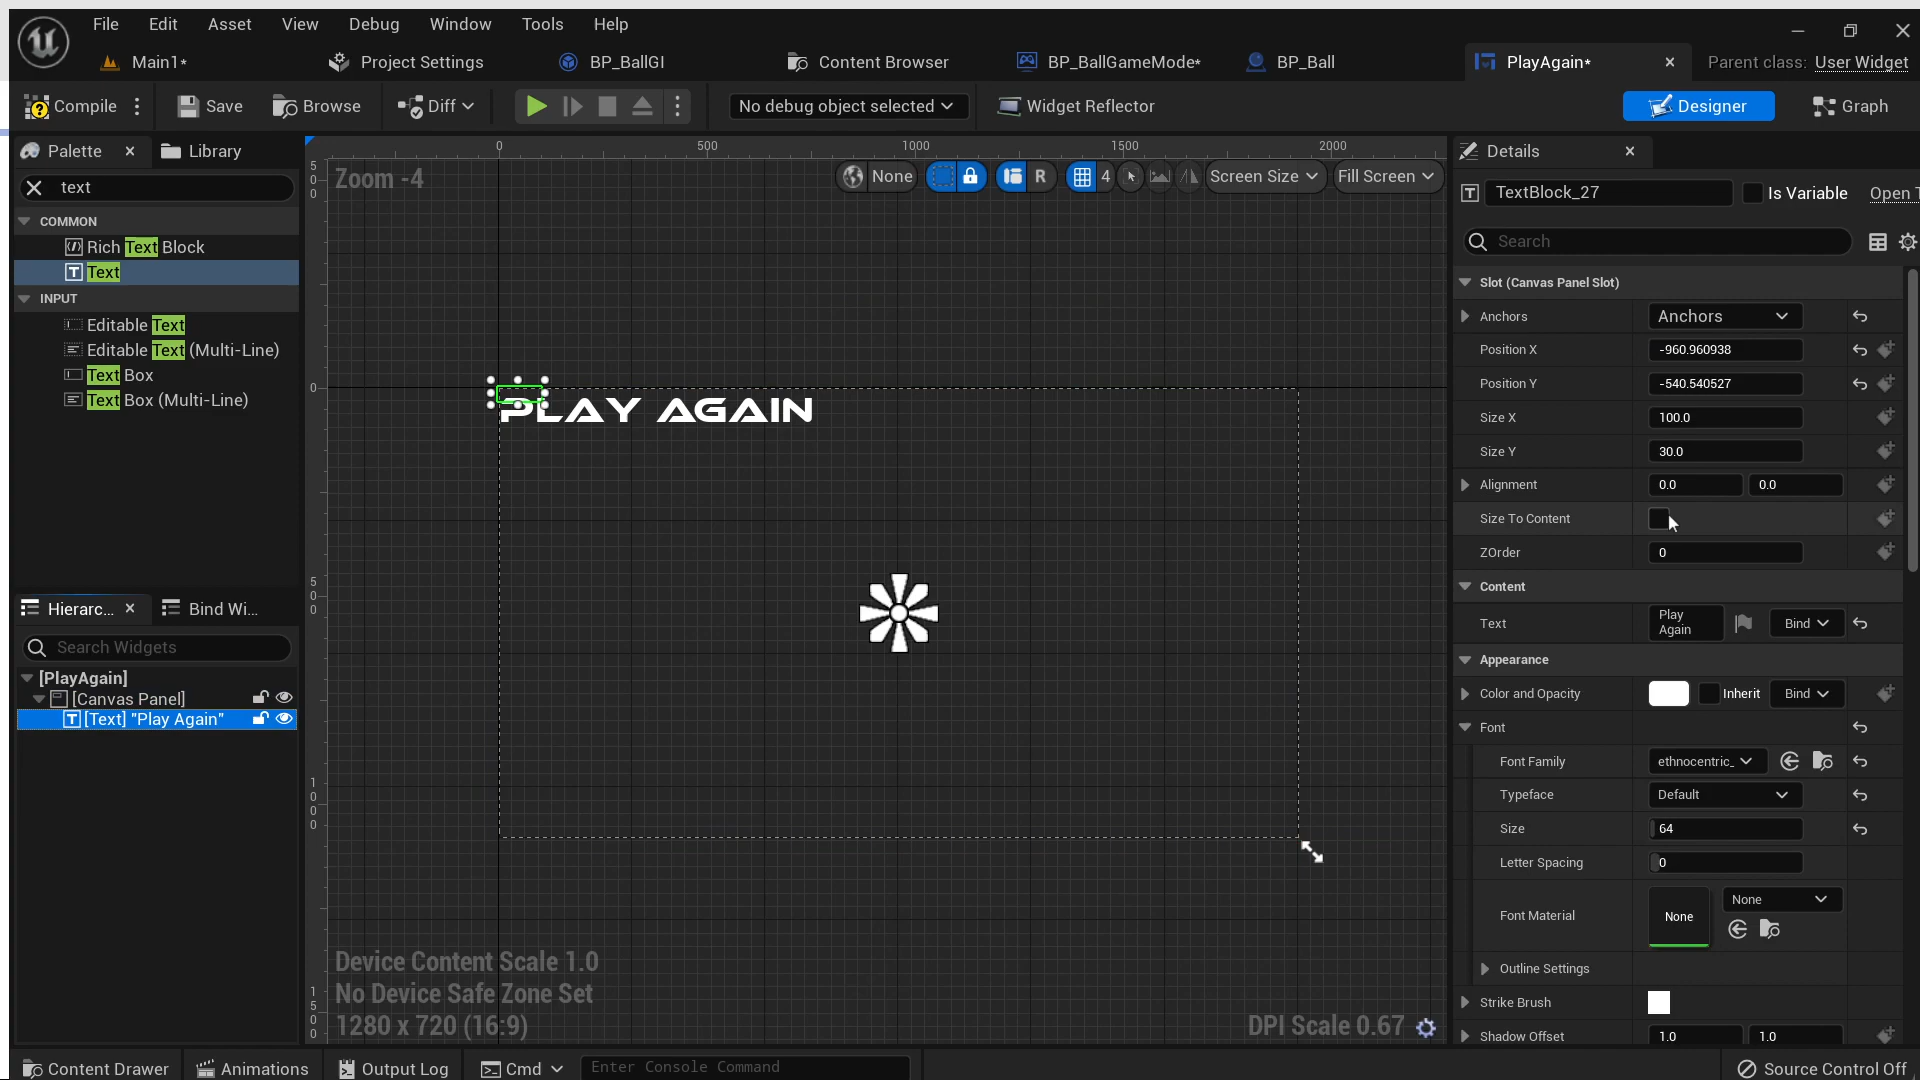 File Edit Asset View Debug Window Tools Help
Main1* Project Settings BP_BallGI Content Browser BP_BallGameMode* BP_Ball PlayAgain* Parent class: User Widget
Compile Save Browse Diff No debug object selected Widget Reflector Designer Graph
Palette Library
text
COMMON
Rich Text Block
Text
INPUT
Editable Text
Editable Text (Multi-Line)
Text Box
Text Box (Multi-Line)
Hierarc... Bind Wi...
Search Widgets
[PlayAgain]
[Canvas Panel]
[Text] "Play Again"
0 500 1000 1500 2000
500
0
500
1000
1500
Zoom -4
None R 4 Screen Size Fill Screen
PLAY AGAIN
Device Content Scale 1.0
No Device Safe Zone Set
1280 x 720 (16:9)
DPI Scale 0.67
Details
TextBlock_27 Is Variable Open T
Search
Slot (Canvas Panel Slot)
Anchors Anchors
Position X -960.960938
Position Y -540.540527
Size X 100.0
Size Y 30.0
Alignment 0.0 0.0
Size To Content
ZOrder 0
Content
Text Play Again Bind
Appearance
Color and Opacity Inherit Bind
Font
Font Family ethnocentric_
Typeface Default
Size 64
Letter Spacing 0
Font Material None None
Outline Settings
Strike Brush
Shadow Offset 1.0 1.0
Content Drawer Animations Output Log Cmd Enter Console Command Source Control Off